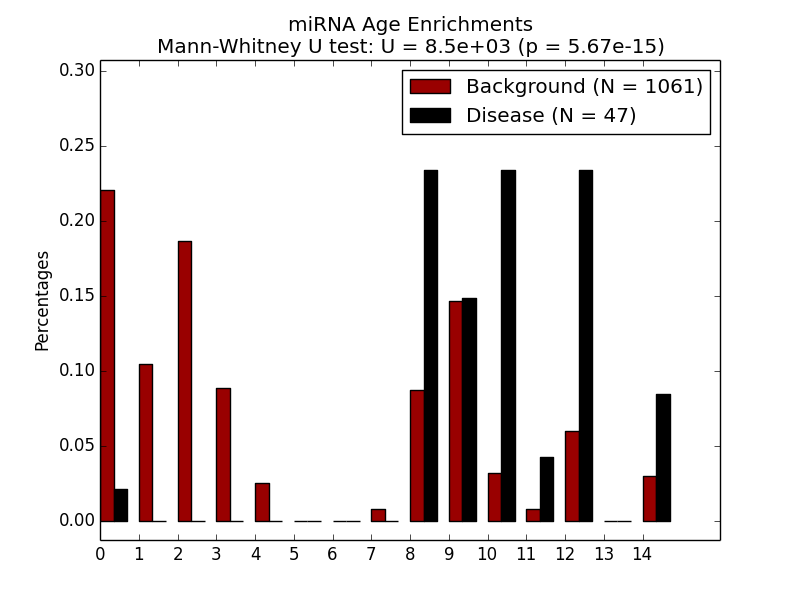 miRNA Age Enrichments
Mann-Whitney U test: U = 8.5e+03 (p = 5.67e-15)
Background (N = 1061)
Disease (N = 47)
Percentages
0.30
0.25
0.20
0.15
0.10
0.05
0.00
0 1 2 3 4 5 6 7 8 9 10 11 12 13 14